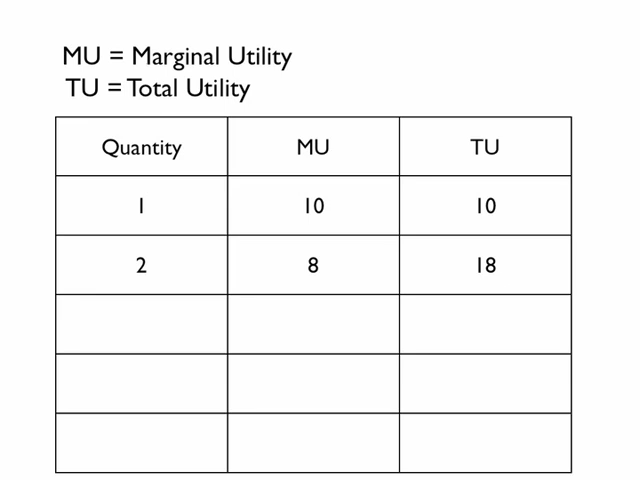 MU = Marginal Utility
TU = Total Utility
Quantity MU TU
1 10 10
2 8 18